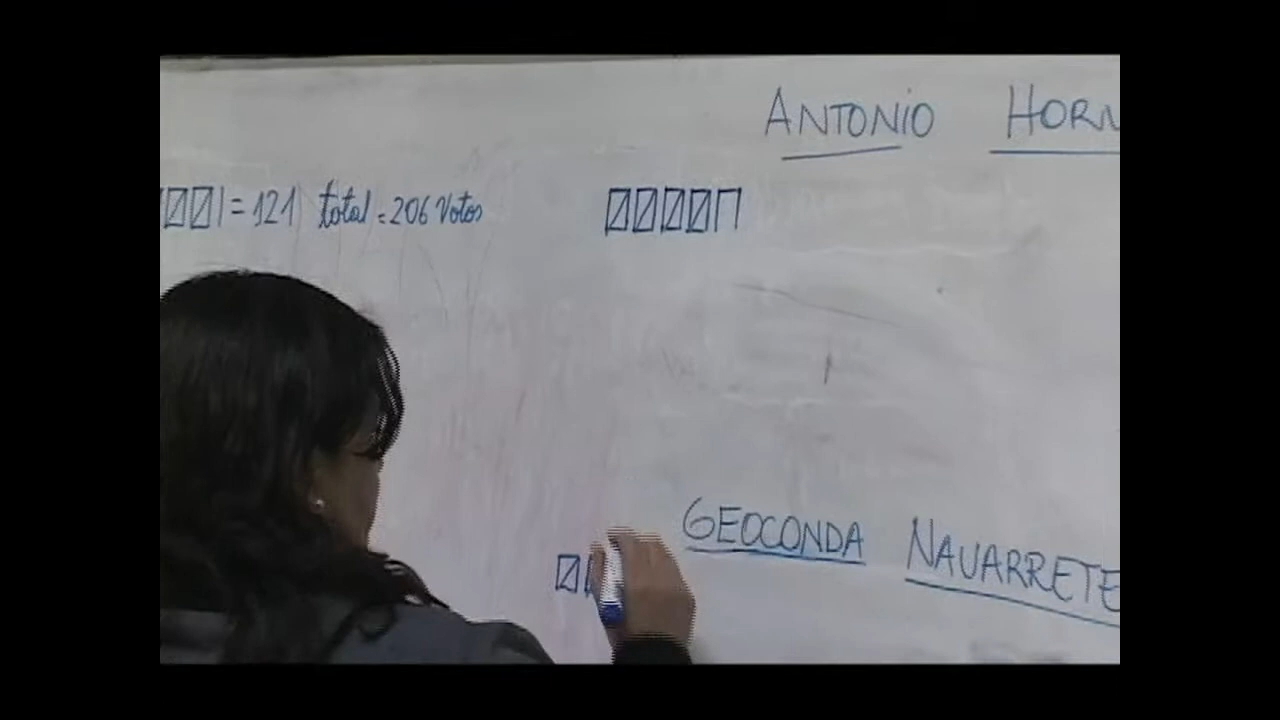 ANTONIO HORN
= 121 total = 206 Votos
GEOCONDA NAVARRETE